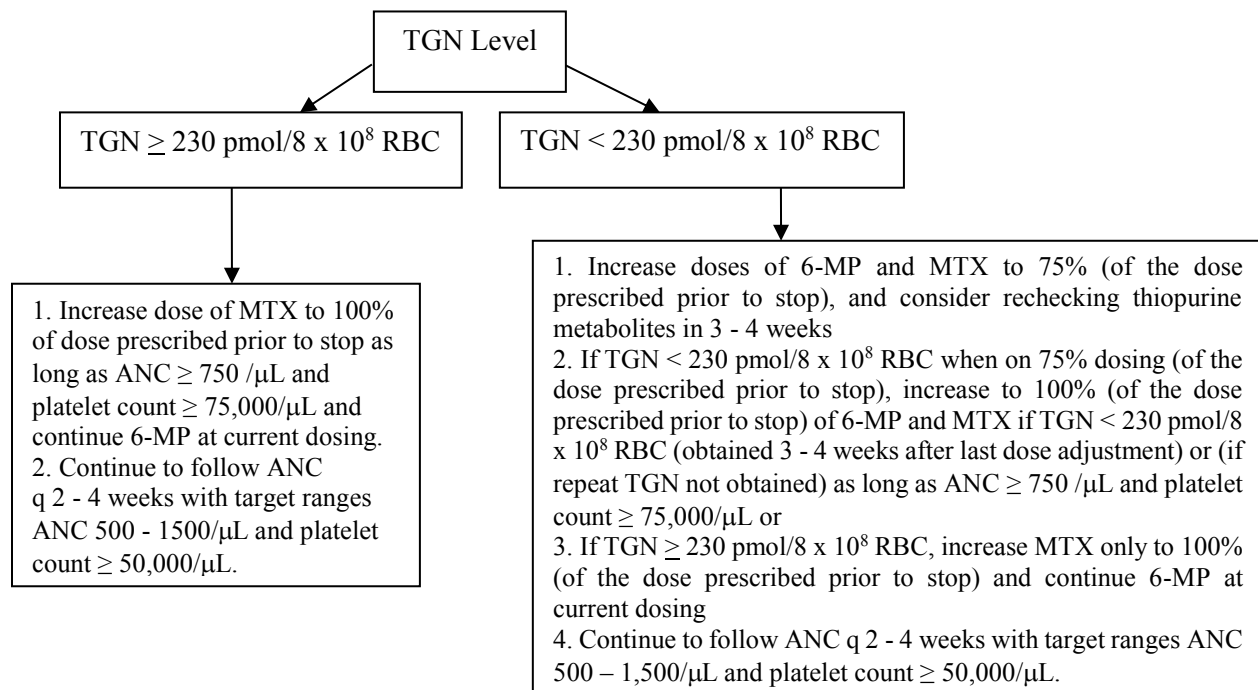 TGN Level
TGN ≥ 230 pmol/8 x 10⁸ RBC
TGN < 230 pmol/8 x 10⁸ RBC
1. Increase dose of MTX to 100%
of dose prescribed prior to stop as
long as ANC ≥ 750 /μL and
platelet count ≥ 75,000/μL and
continue 6-MP at current dosing.
2. Continue to follow ANC
q 2 - 4 weeks with target ranges
ANC 500 - 1500/μL and platelet
count ≥ 50,000/μL.
1. Increase doses of 6-MP and MTX to 75% (of the dose
prescribed prior to stop), and consider rechecking thiopurine
metabolites in 3 - 4 weeks
2. If TGN < 230 pmol/8 x 10⁸ RBC when on 75% dosing (of the
dose prescribed prior to stop), increase to 100% (of the dose
prescribed prior to stop) of 6-MP and MTX if TGN < 230 pmol/8
x 10⁸ RBC (obtained 3 - 4 weeks after last dose adjustment) or (if
repeat TGN not obtained) as long as ANC ≥ 750 /μL and platelet
count ≥ 75,000/μL or
3. If TGN ≥ 230 pmol/8 x 10⁸ RBC, increase MTX only to 100%
(of the dose prescribed prior to stop) and continue 6-MP at
current dosing
4. Continue to follow ANC q 2 - 4 weeks with target ranges ANC
500 – 1,500/μL and platelet count ≥ 50,000/μL.